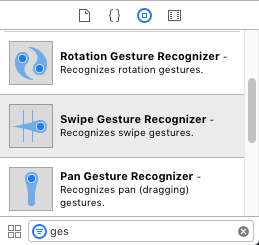 Rotation Gesture Recognizer -
Recognizes rotation gestures.
Swipe Gesture Recognizer -
Recognizes swipe gestures.
Pan Gesture Recognizer -
Recognizes pan (dragging)
gestures.
ges